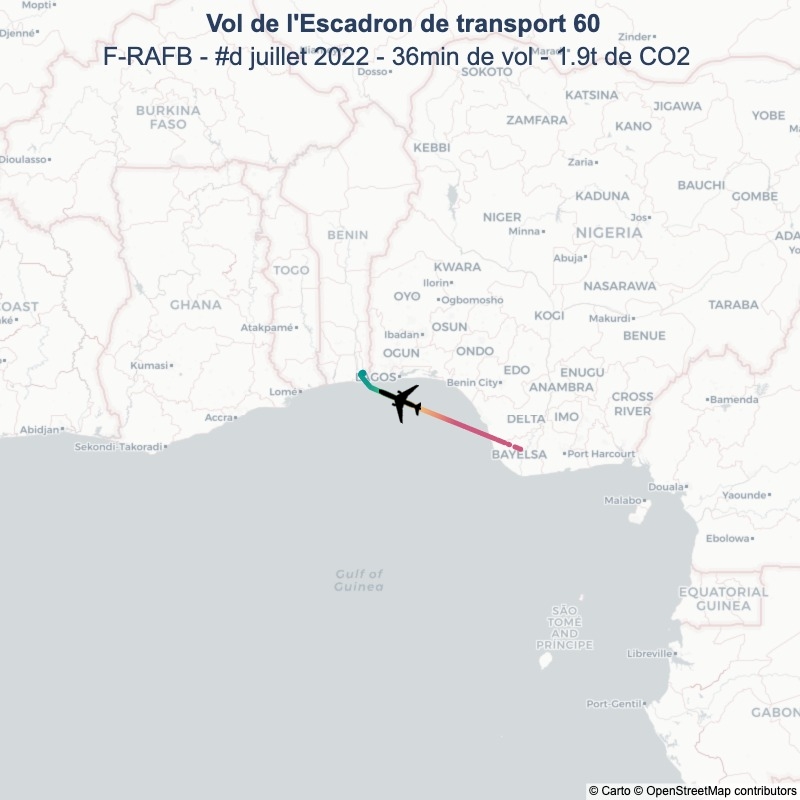 Vol de l'Escadron de transport 60
F-RAFB - #d juillet 2022 - 36min de vol - 1.9t de CO2
Mopti
Djenné
Zinder
Dosso
SOKOTO
KATSINA
JIGAWA
YOBE
BURKINA
FASO
ZAMFARA
KANO
KEBBI
Dioulasso
Zaria
BAUCHI
KADUNA
GOMBE
NIGER
Jos
BENIN
Minna
NIGERIA
ADA
Abuja
TOGO
KWARA
Ilorin
NASARAWA
GHANA
OYO
Ogbomosho
TARABA
COAST
KOGI
Makurdi
Atakpamé
Ibadan
OSUN
BENUE
OGUN
ONDO
Kumasi
EDO
ENUGU
AGOS
Benin City
ANAMBRA
Lomé
CROSS
RIVER
Bamenda
Accra
DELTA
IMO
Abidjan
Sekondi-Takoradi
BAYELSA
Port Harcourt
Douala
Malabo
Yaounde
Ebolowa
Gulf of
Guinea
EQUATORIAL
GUINEA
SÃO
TOMÉ
AND
PRÍNCIPE
Libreville
Port-Gentil
GABON
© Carto © OpenStreetMap contributors